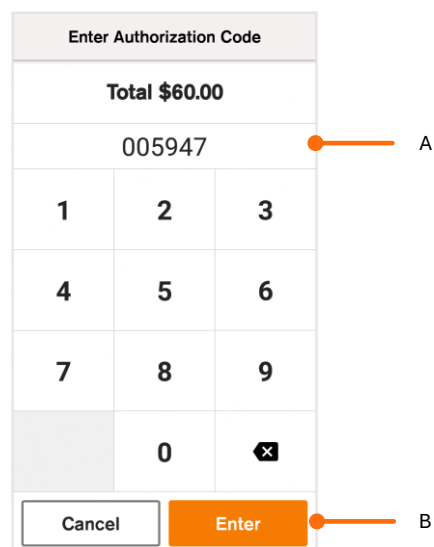 Enter Authorization Code
Total $60.00
005947 A
1 2 3
4 5 6
7 8 9
0
Cancel Enter B